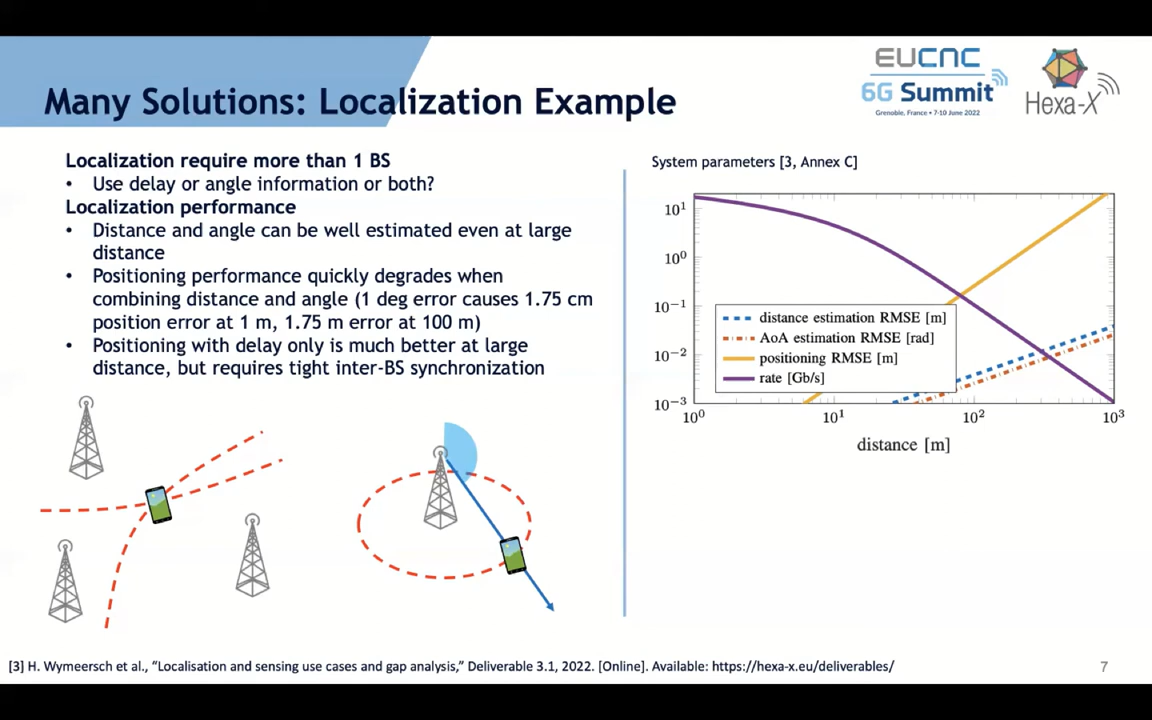 Many Solutions: Localization Example
EUCNC
6G Summit
Grenoble, France • 7-10 June 2022
Hexa-X
Localization require more than 1 BS
• Use delay or angle information or both?
Localization performance
• Distance and angle can be well estimated even at large
distance
• Positioning performance quickly degrades when
combining distance and angle (1 deg error causes 1.75 cm
position error at 1 m, 1.75 m error at 100 m)
• Positioning with delay only is much better at large
distance, but requires tight inter-BS synchronization
System parameters [3, Annex C]
10¹
10⁰
10⁻¹
10⁻²
10⁻³
distance estimation RMSE [m]
AoA estimation RMSE [rad]
positioning RMSE [m]
rate [Gb/s]
10⁰ 10¹ 10² 10³
distance [m]
[3] H. Wymeersch et al., “Localisation and sensing use cases and gap analysis,” Deliverable 3.1, 2022. [Online]. Available: https://hexa-x.eu/deliverables/
7